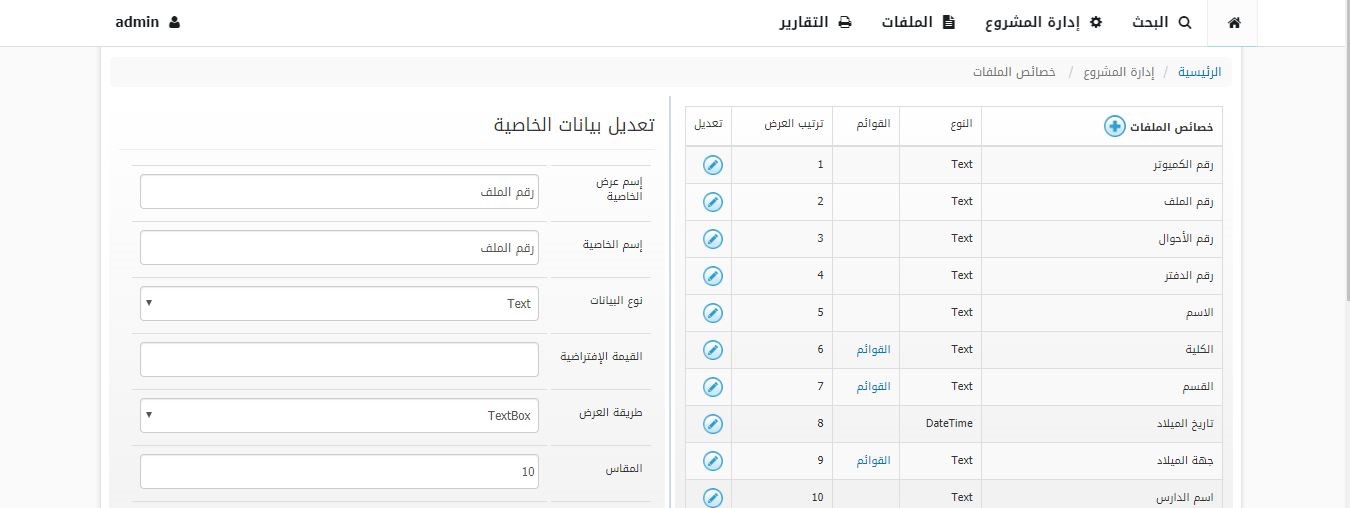 البحث إدارة المشروع الملفات التقارير admin
الرئيسية / إدارة المشروع / خصائص الملفات
خصائص الملفات النوع القوائم ترتيب العرض تعديل
رقم الكمبوتر Text 1
رقم الملف Text 2
رقم الأحوال Text 3
رقم الدفتر Text 4
الاسم Text 5
الكلية Text القوائم 6
القسم Text القوائم 7
تاريخ الميلاد DateTime 8
جهة الميلاد Text القوائم 9
اسم الدارس Text 10
تعديل بيانات الخاصية
إسم عرض
الخاصية
رقم الملف
إسم الخاصية رقم الملف
نوع البيانات Text
القيمة الإفتراضية
طريقة العرض TextBox
المقاس 10